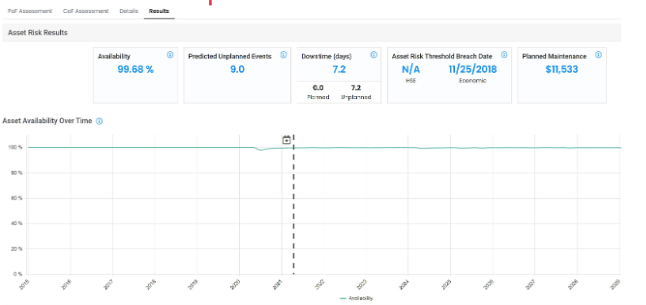 PoF Assessment CoF Assessment Details Results
Asset Risk Results
Availability Predicted Unplanned Events Downtime (days) Asset Risk Threshold Breach Date Planned Maintenance
99.68 % 9.0 7.2 N/A 11/25/2018 $11,533
HSE Economic
0.0 7.2
Planned Unplanned
Asset Availability Over Time
100 %
80 %
60 %
40 %
20 %
0 %
2015 2016 2017 2018 2019 2020 2021 2022 2023 2024 2025 2026 2027 2028 2029
Availability